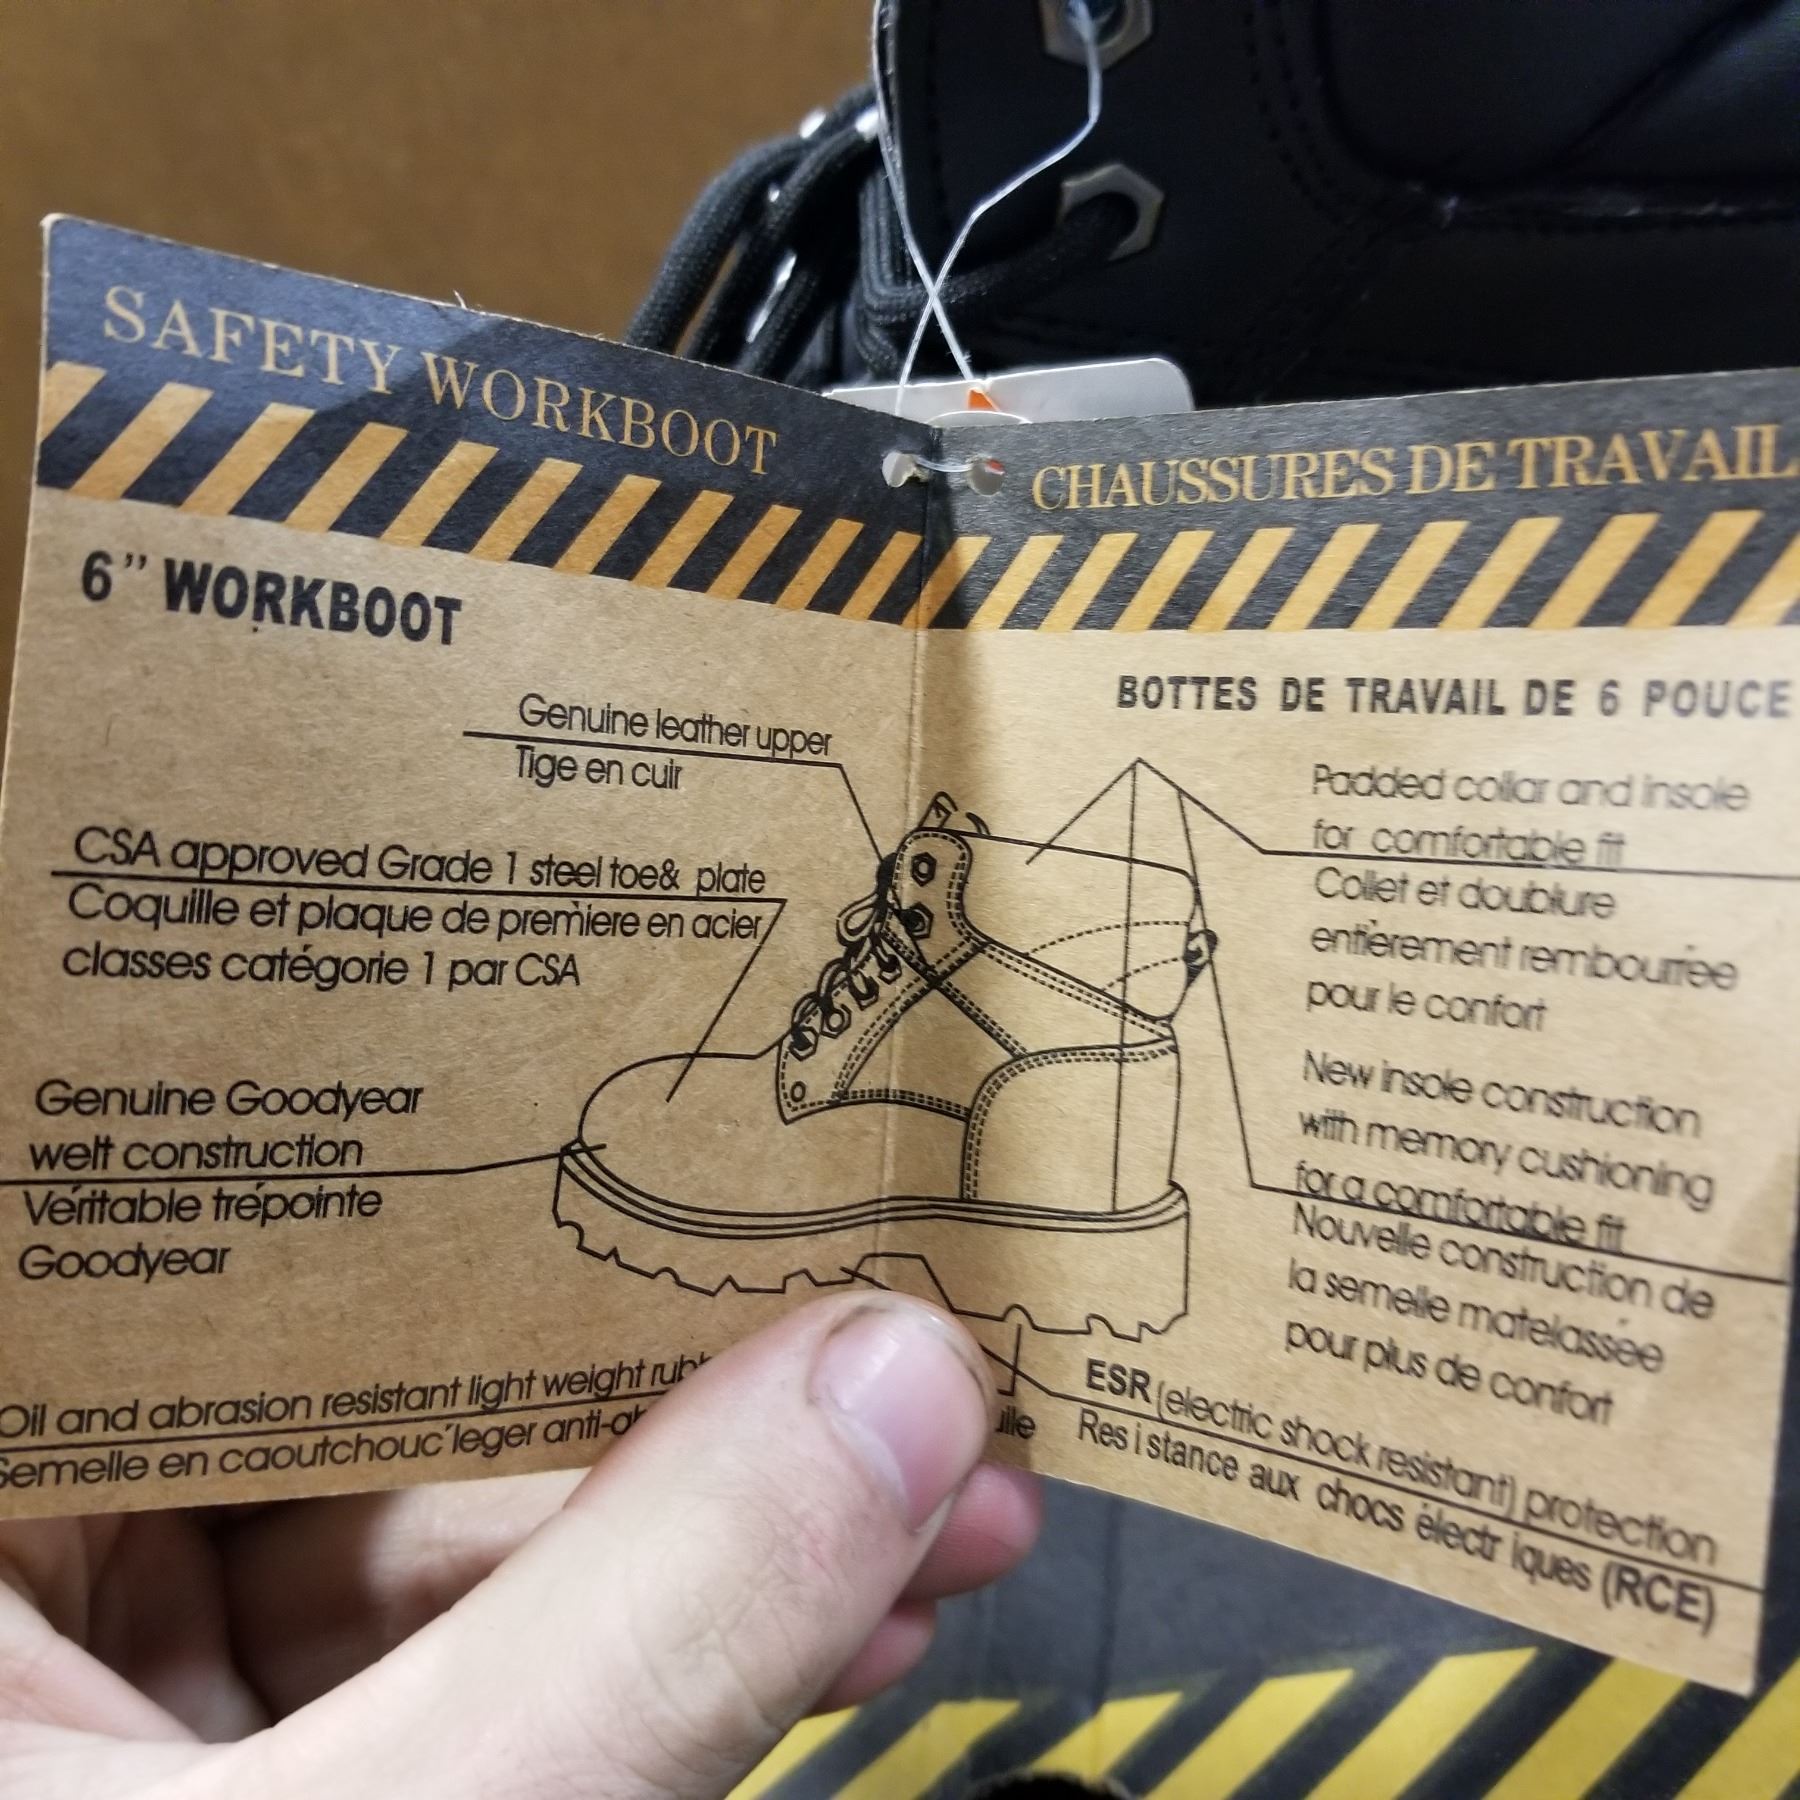 SAFETY WORKBOOT
6" WORKBOOT
Genuine leather upper
Tige en cuir
CSA approved Grade 1 steel toe& plate
Coquille et plaque de premìere en acier
classes catégorie 1 par CSA
Genuine Goodyear
welt construction
Véritable trépointe
Goodyear
Oil and abrasion resistant light weight
Semelle en caoutchouc ́leger
CHAUSSURES DE TRAVAIL
BOTTES DE TRAVAIL DE 6 POUCE
Padded collar and insole
for comfortable fit
Collet et doublure
entìerement rembourrée
pour le confort
New insole construction
with memory cushioning
for a comfortable fit
Nouvelle construction de
la semelle matelassée
pour plus de confort
ESR (electric shock resistant) protection
Res i stance aux chocs électr iques (RCE)